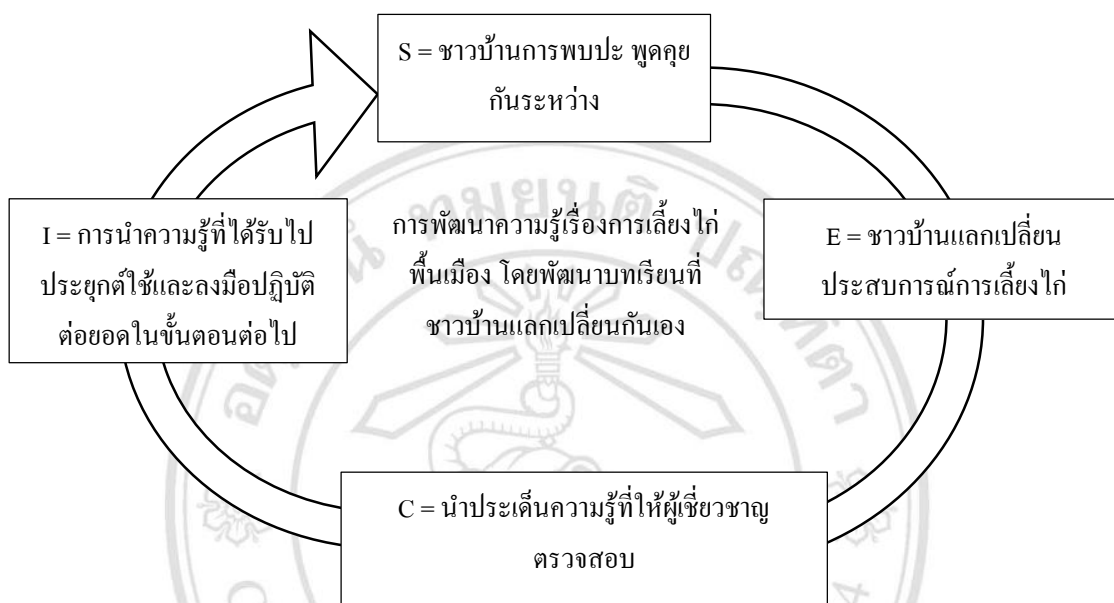 S = ชาวบ้านการพบปะ พูดคุย
กันระหว่าง
E = ชาวบ้านแลกเปลี่ยน
ประสบการณ์การเลี้ยงไก่
C = นำประเด็นความรู้ที่ให้ผู้เชี่ยวชาญ
ตรวจสอบ
I = การนำความรู้ที่ได้รับไป
ประยุกต์ใช้และลงมือปฏิบัติ
ต่อยอดในขั้นตอนต่อไป
การพัฒนาความรู้เรื่องการเลี้ยงไก่
พื้นเมือง โดยพัฒนาบทเรียนที่
ชาวบ้านแลกเปลี่ยนกันเอง